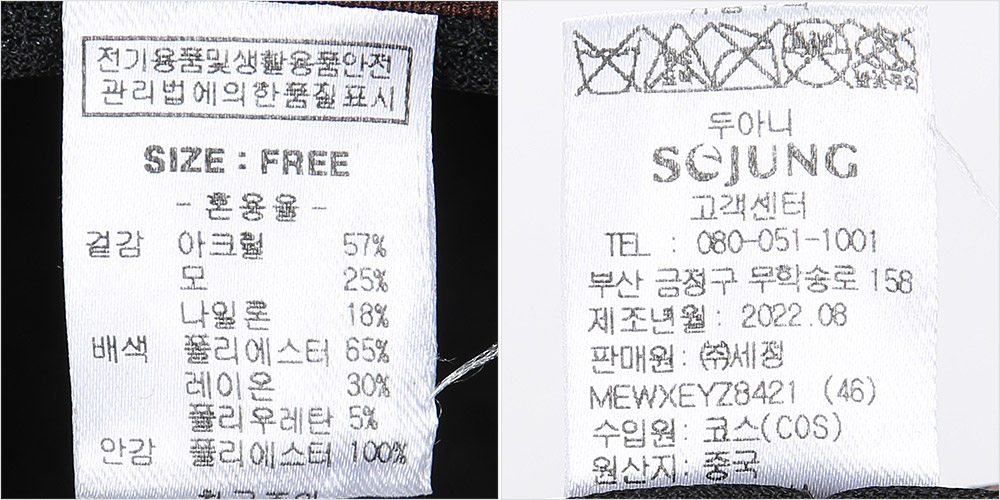 전기용품및생활용품안전
관리법에의한품질표시
SIZE : FREE
- 혼용율 -
겉감 아크릴 57%
모 25%
나일론 18%
배색 폴리에스터 65%
레이온 30%
폴리우레탄 5%
안감 폴리에스터 100%
두아니
SEJUNG
고객센터
TEL : 080-051-1001
부산 금정구 무학송로 158
제조년월 : 2022.08
판매원 : ㈜세정
MEWXEYZ8421 (46)
수입원 : 코스(COS)
원산지 : 중국